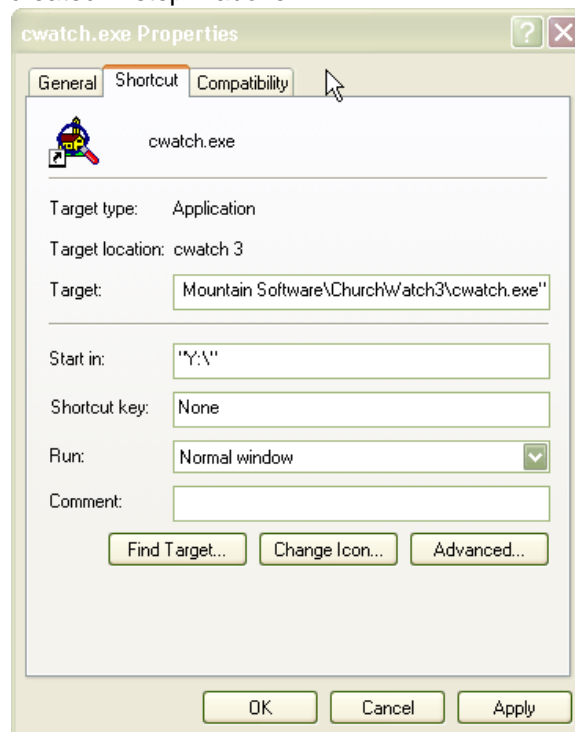 cwatch.exe Properties
General Shortcut Compatibility
cwatch.exe
Target type: Application
Target location: cwatch 3
Target: Mountain Software\ChurchWatch3\cwatch.exe"
Start in: "Y:\"
Shortcut key: None
Run: Normal window
Comment:
Find Target... Change Icon... Advanced...
OK Cancel Apply